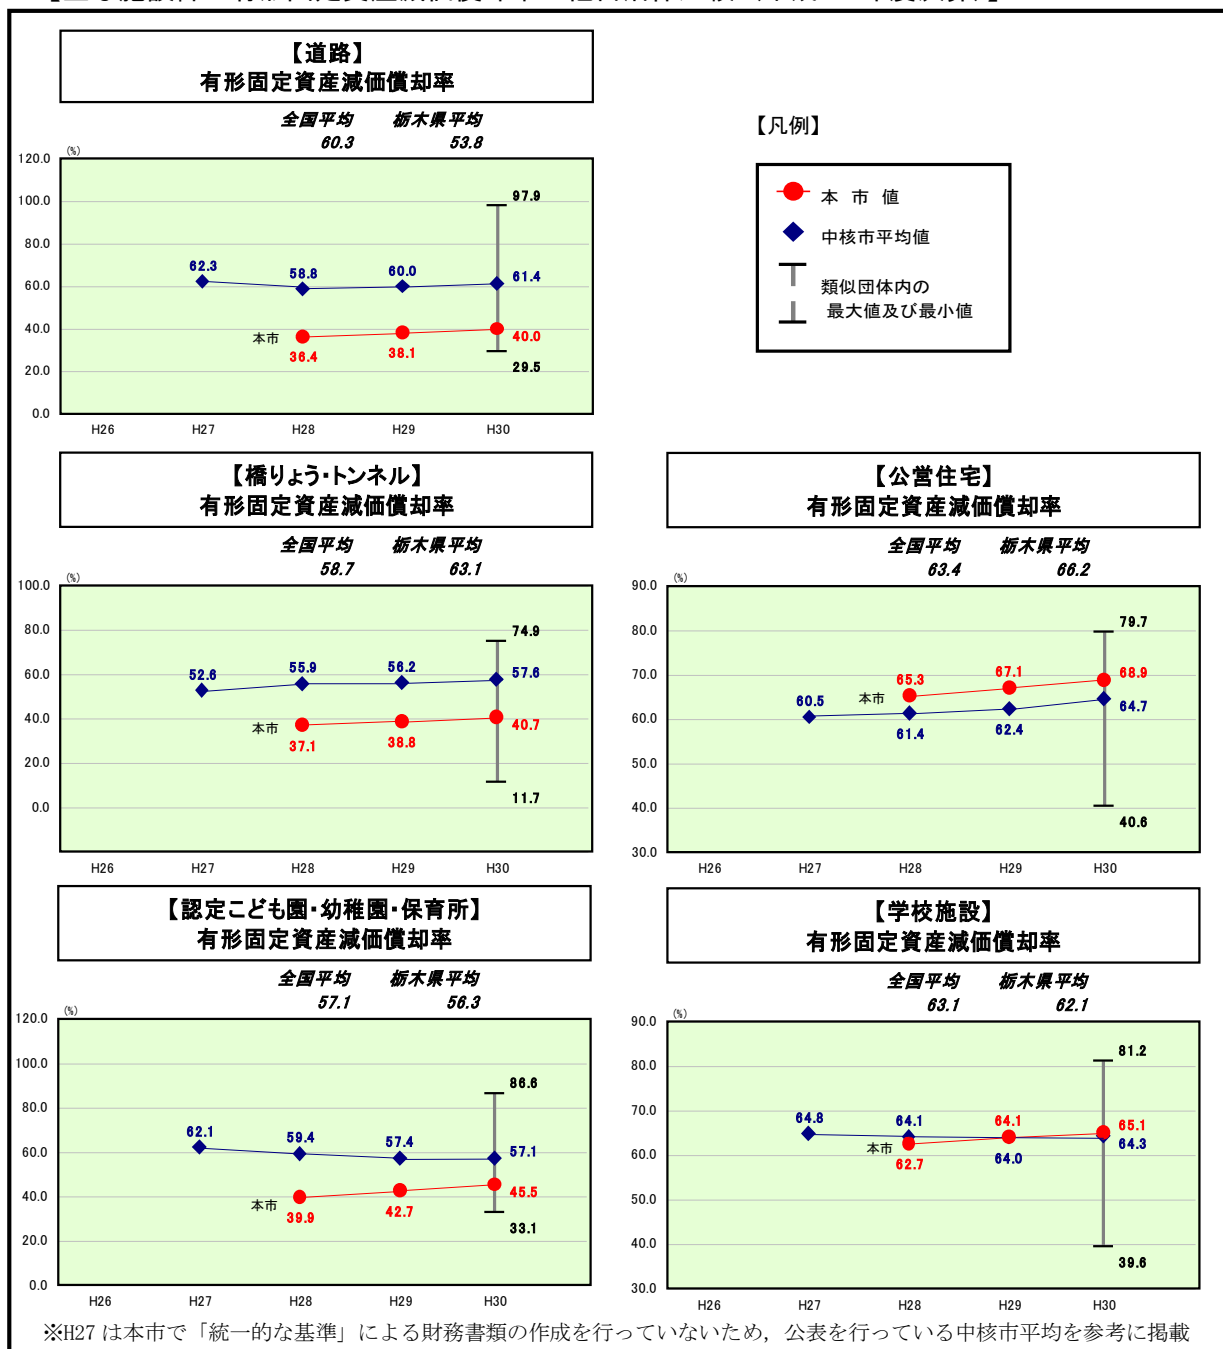 【道路】
有形固定資産減価償却率
全国平均 栃木県平均
60.3 53.8
(%)
120.0
100.0
80.0
60.0
40.0
20.0
0.0
62.3 58.8 60.0 61.4
97.9
本市
36.4 38.1 40.0
29.5
H26 H27 H28 H29 H30
【凡例】
本 市 値
中核市平均値
類似団体内の
最大値及び最小値
【橋りょう・トンネル】
有形固定資産減価償却率
全国平均 栃木県平均
58.7 63.1
(%)
100.0
80.0
60.0
40.0
20.0
0.0
52.6 55.9 56.2 57.6
74.9
本市
37.1 38.8 40.7
11.7
H26 H27 H28 H29 H30
【公営住宅】
有形固定資産減価償却率
全国平均 栃木県平均
63.4 66.2
(%)
90.0
80.0
70.0
60.0
50.0
40.0
30.0
79.7
本市
65.3 67.1 68.9
60.5 61.4 62.4 64.7
40.6
H26 H27 H28 H29 H30
【認定こども園・幼稚園・保育所】
有形固定資産減価償却率
全国平均 栃木県平均
57.1 56.3
(%)
120.0
100.0
80.0
60.0
40.0
20.0
0.0
86.6
62.1 59.4 57.4 57.1
本市
39.9 42.7 45.5
33.1
H26 H27 H28 H29 H30
【学校施設】
有形固定資産減価償却率
全国平均 栃木県平均
63.1 62.1
(%)
90.0
80.0
70.0
60.0
50.0
40.0
30.0
81.2
64.8 64.1 64.0 64.3
本市
62.7 64.1 65.1
39.6
H26 H27 H28 H29 H30
※H27は本市で「統一的な基準」による財務書類の作成を行っていないため，公表を行っている中核市平均を参考に掲載